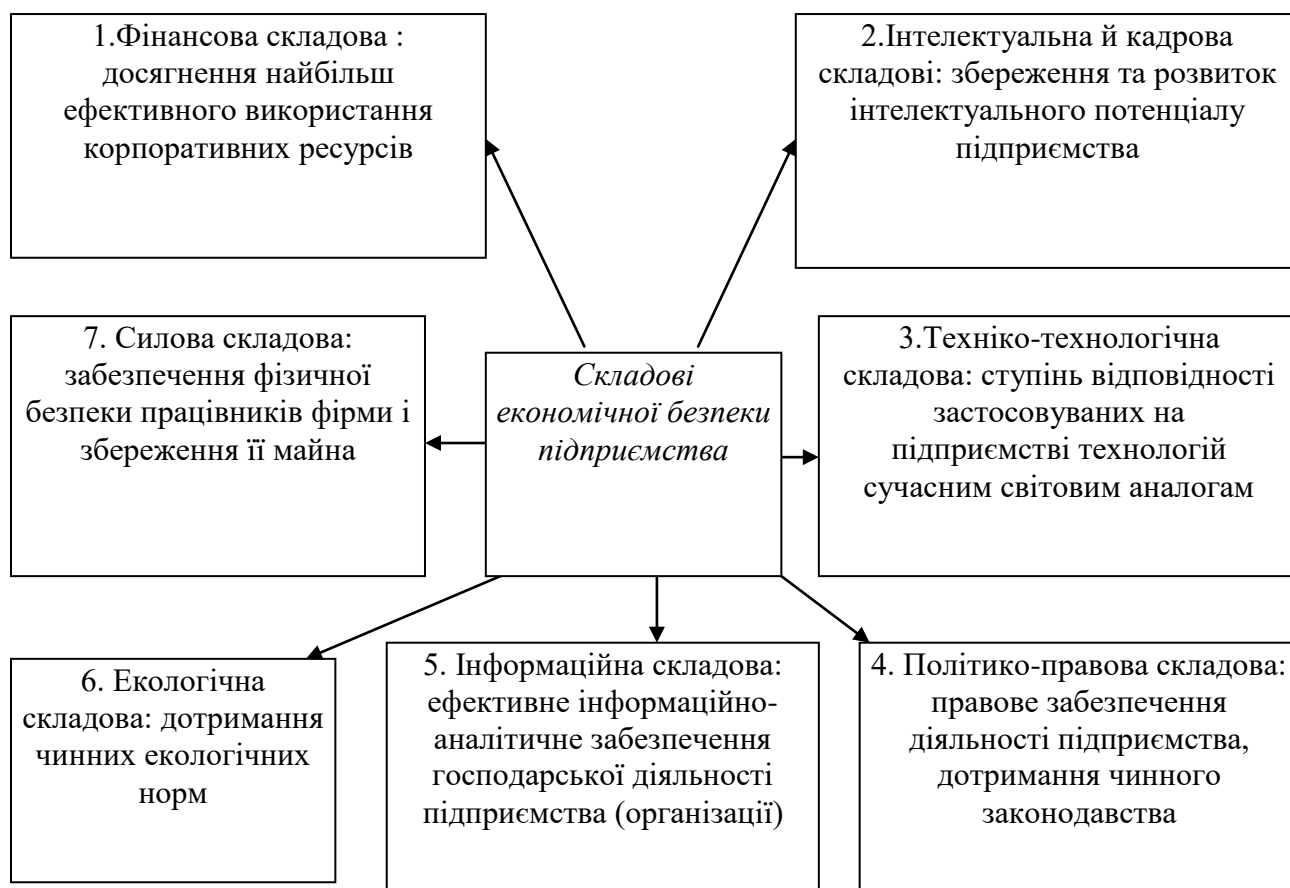 1.Фінансова складова :
досягнення найбільш
ефективного використання
корпоративних ресурсів
2.Інтелектуальна й кадрова
складові: збереження та розвиток
інтелектуального потенціалу
підприємства
7. Силова складова:
забезпечення фізичної
безпеки працівників фірми і
збереження її майна
Складові
економічної безпеки
підприємства
3.Техніко-технологічна
складова: ступінь відповідності
застосовуваних на
підприємстві технологій
сучасним світовим аналогам
6. Екологічна
складова: дотримання
чинних екологічних
норм
5. Інформаційна складова:
ефективне інформаційно-
аналітичне забезпечення
господарської діяльності
підприємства (організації)
4. Політико-правова складова:
правове забезпечення
діяльності підприємства,
дотримання чинного
законодавства